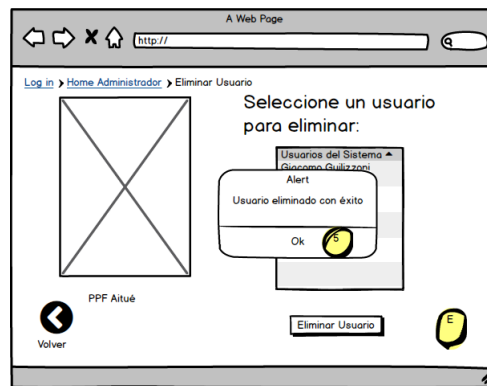 A Web Page
http://
Log in > Home Administrador > Eliminar Usuario
Seleccione un usuario
para eliminar:
Usuarios del Sistema
Giacomo Guilizzoni
Alert
Usuario eliminado con éxito
Ok
5
PPF Aitué
Volver
Eliminar Usuario
E